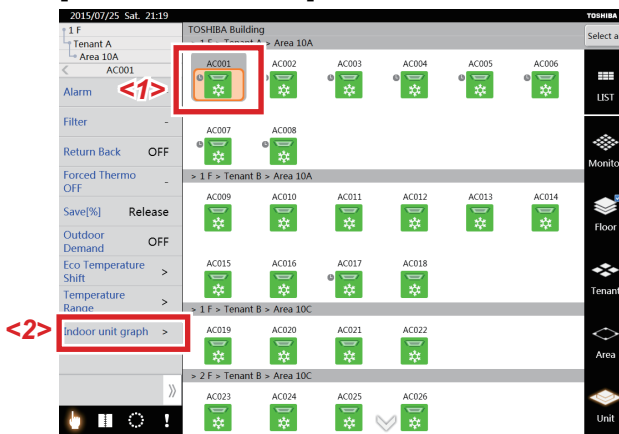 2015/07/25 Sat. 21:19
TOSHIBA
1 F
Tenant A
Area 10A
AC001
Alarm
Filter -
Return Back OFF
Forced Thermo OFF -
Save[%] Release
Outdoor Demand OFF
Eco Temperature Shift >
Temperature Range >
Indoor unit graph >
<1>
<2>
TOSHIBA Building
> 1 F > Tenant A > Area 10A
AC001 AC002 AC003 AC004 AC005 AC006
AC007 AC008
> 1 F > Tenant B > Area 10A
AC009 AC010 AC011 AC012 AC013 AC014
AC015 AC016 AC017 AC018
> 1 F > Tenant B > Area 10C
AC019 AC020 AC021 AC022
> 2 F > Tenant B > Area 10C
AC023 AC024 AC025 AC026
Select a
LIST
Monito
Floor
Tenant
Area
Unit